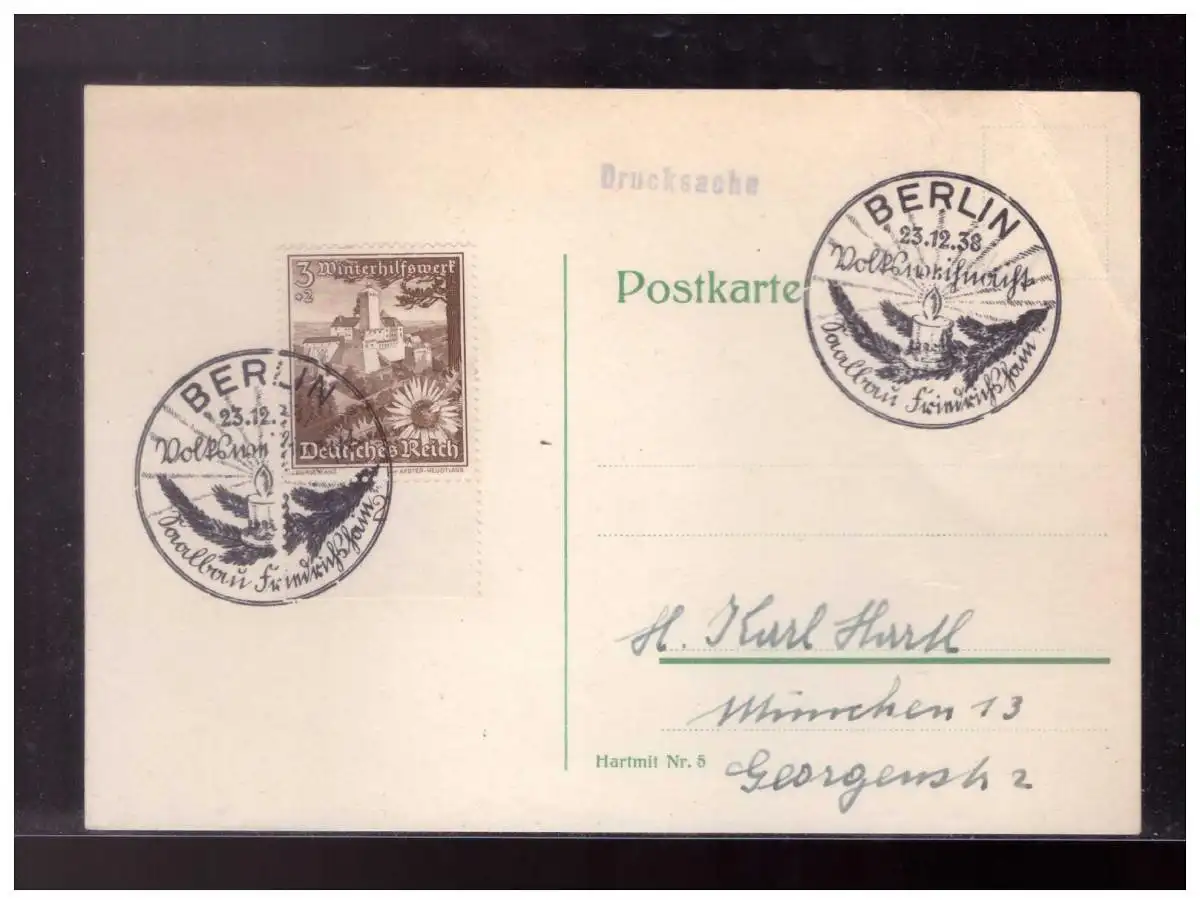 Drucksache
BERLIN
23.12.38
Volksweihnacht
Saalbau Friedrichshain
Postkarte
3 Winterhilfswerk
+2
Deutsches Reich
BERLIN
23.12.
Volkswei
Saalbau Friedrichshain
H. Karl Hartl
München 13
Hartmit Nr. 5
Georgenstr 2